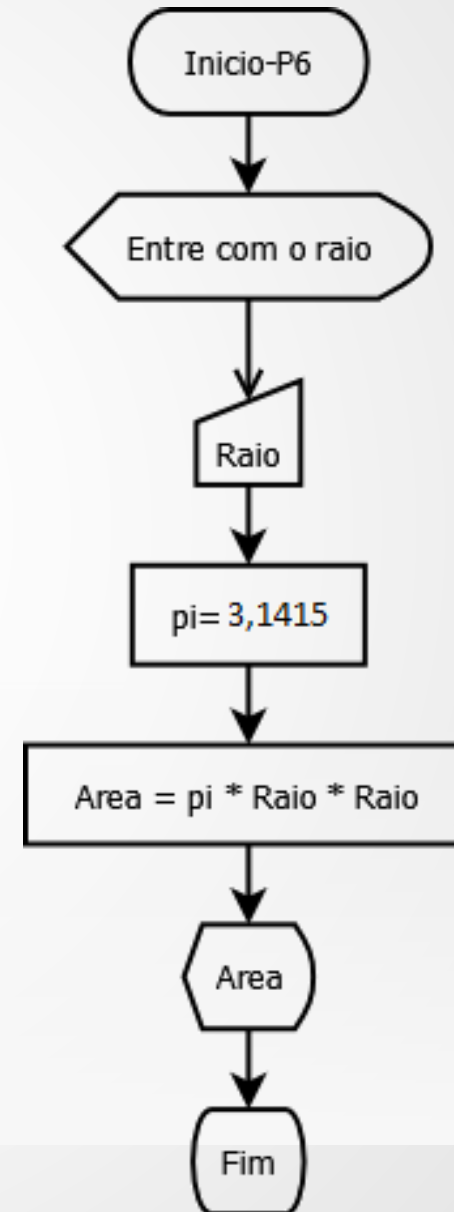 Inicio-P6
Entre com o raio
Raio
pi= 3,1415
Area = pi * Raio * Raio
Area
Fim